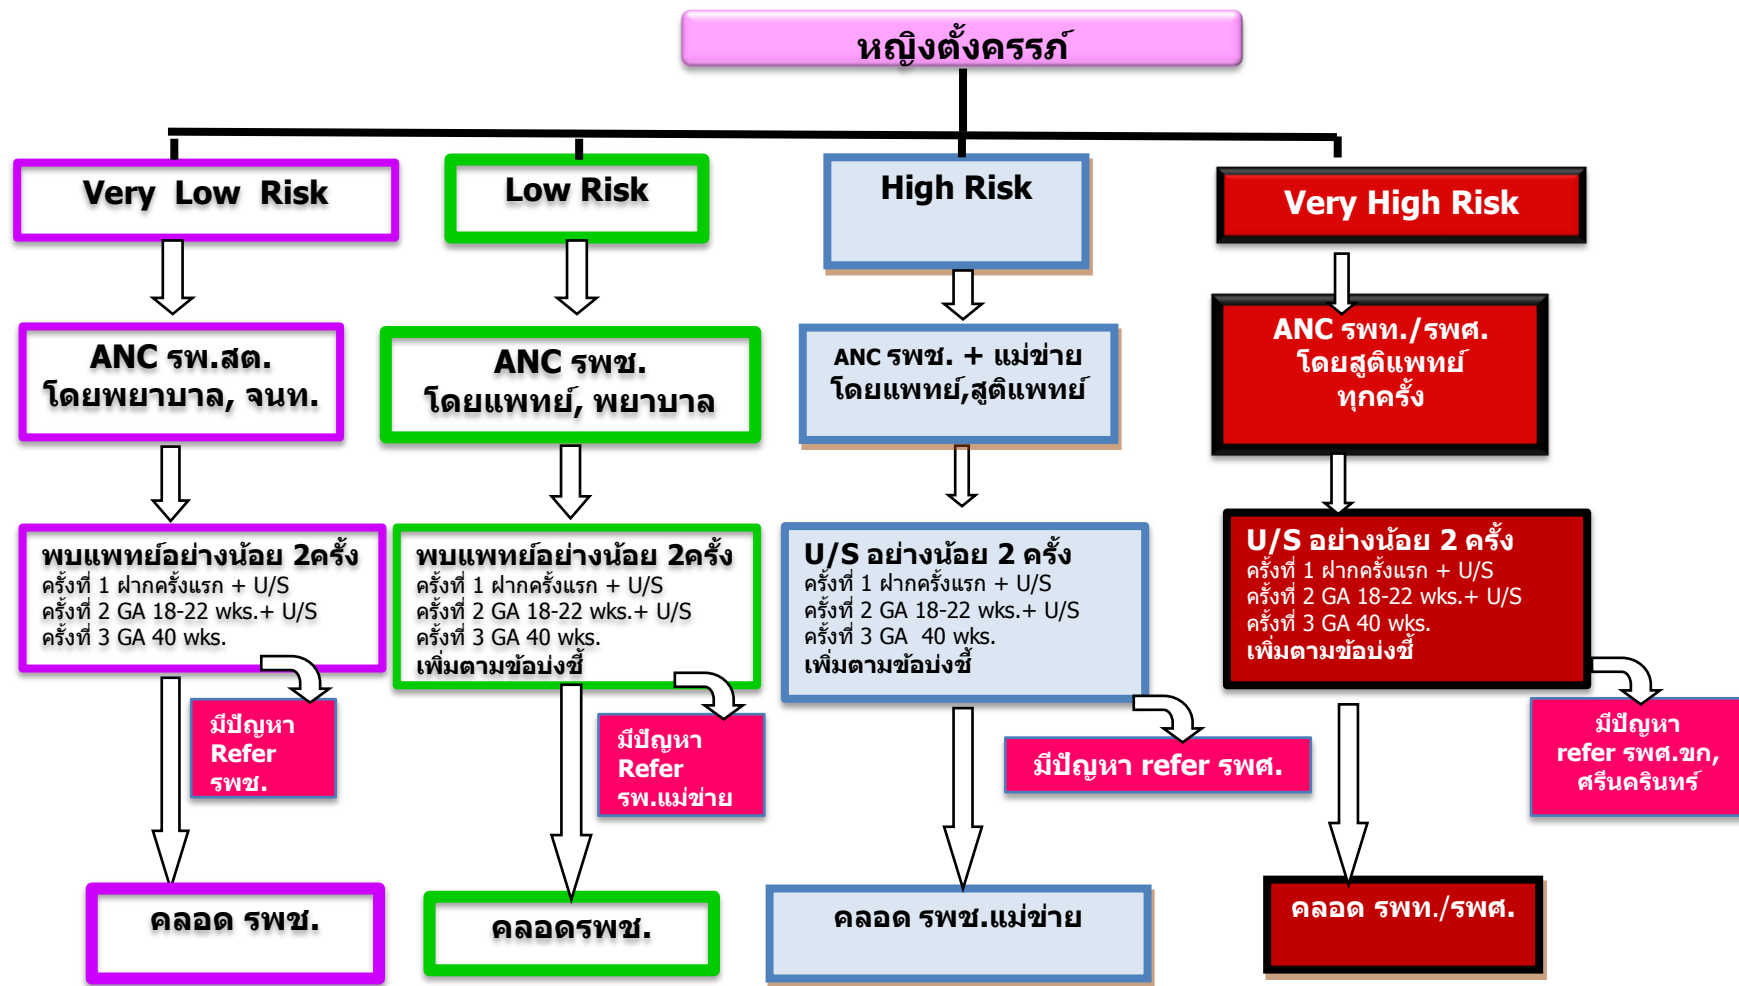 หญิงตั้งครรภ์
Very Low Risk
Low Risk
High Risk
Very High Risk
ANC รพ.สต.
โดยพยาบาล, จนท.
ANC รพช.
โดยแพทย์, พยาบาล
ANC รพช. + แม่ข่าย
โดยแพทย์,สูติแพทย์
ANC รพท./รพศ.
โดยสูติแพทย์
ทุกครั้ง
พบแพทย์อย่างน้อย 2ครั้ง
ครั้งที่ 1 ฝากครั้งแรก + U/S
ครั้งที่ 2 GA 18-22 wks.+ U/S
ครั้งที่ 3 GA 40 wks.
พบแพทย์อย่างน้อย 2ครั้ง
ครั้งที่ 1 ฝากครั้งแรก + U/S
ครั้งที่ 2 GA 18-22 wks.+ U/S
ครั้งที่ 3 GA 40 wks.
เพิ่มตามข้อบ่งชี้
U/S อย่างน้อย 2 ครั้ง
ครั้งที่ 1 ฝากครั้งแรก + U/S
ครั้งที่ 2 GA 18-22 wks.+ U/S
ครั้งที่ 3 GA 40 wks.
เพิ่มตามข้อบ่งชี้
U/S อย่างน้อย 2 ครั้ง
ครั้งที่ 1 ฝากครั้งแรก + U/S
ครั้งที่ 2 GA 18-22 wks.+ U/S
ครั้งที่ 3 GA 40 wks.
เพิ่มตามข้อบ่งชี้
มีปัญหา
Refer
รพช.
มีปัญหา
Refer
รพ.แม่ข่าย
มีปัญหา refer รพศ.
มีปัญหา
refer รพศ.ขก,
ศรีนครินทร์
คลอด รพช.
คลอดรพช.
คลอด รพช.แม่ข่าย
คลอด รพท./รพศ.